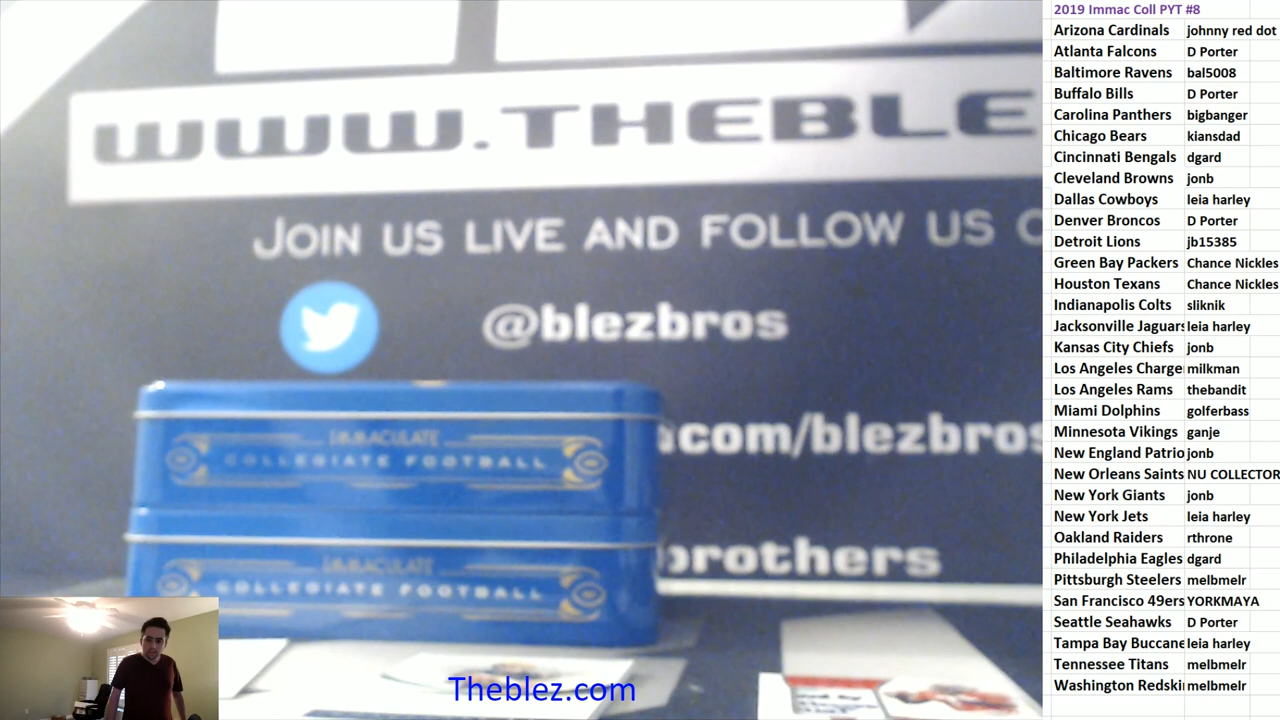 WWW.THEBLE
JOIN US LIVE AND FOLLOW US O
@blezbros
.com/blezbros
brothers
IMMACULATE
COLLEGIATE FOOTBALL
IMMACULATE
COLLEGIATE FOOTBALL
Theblez.com
2019 Immac Coll PYT #8
Arizona Cardinals johnny red dot
Atlanta Falcons D Porter
Baltimore Ravens bal5008
Buffalo Bills D Porter
Carolina Panthers bigbanger
Chicago Bears kiansdad
Cincinnati Bengals dgard
Cleveland Browns jonb
Dallas Cowboys leia harley
Denver Broncos D Porter
Detroit Lions jb15385
Green Bay Packers Chance Nickles
Houston Texans Chance Nickles
Indianapolis Colts sliknik
Jacksonville Jaguars leia harley
Kansas City Chiefs jonb
Los Angeles Charge milkman
Los Angeles Rams thebandit
Miami Dolphins golferbass
Minnesota Vikings ganje
New England Patrio jonb
New Orleans Saints NU COLLECTOR
New York Giants jonb
New York Jets leia harley
Oakland Raiders rthrone
Philadelphia Eagles dgard
Pittsburgh Steelers melbmelr
San Francisco 49ers YORKMAYA
Seattle Seahawks D Porter
Tampa Bay Buccane leia harley
Tennessee Titans melbmelr
Washington Redski melbmelr